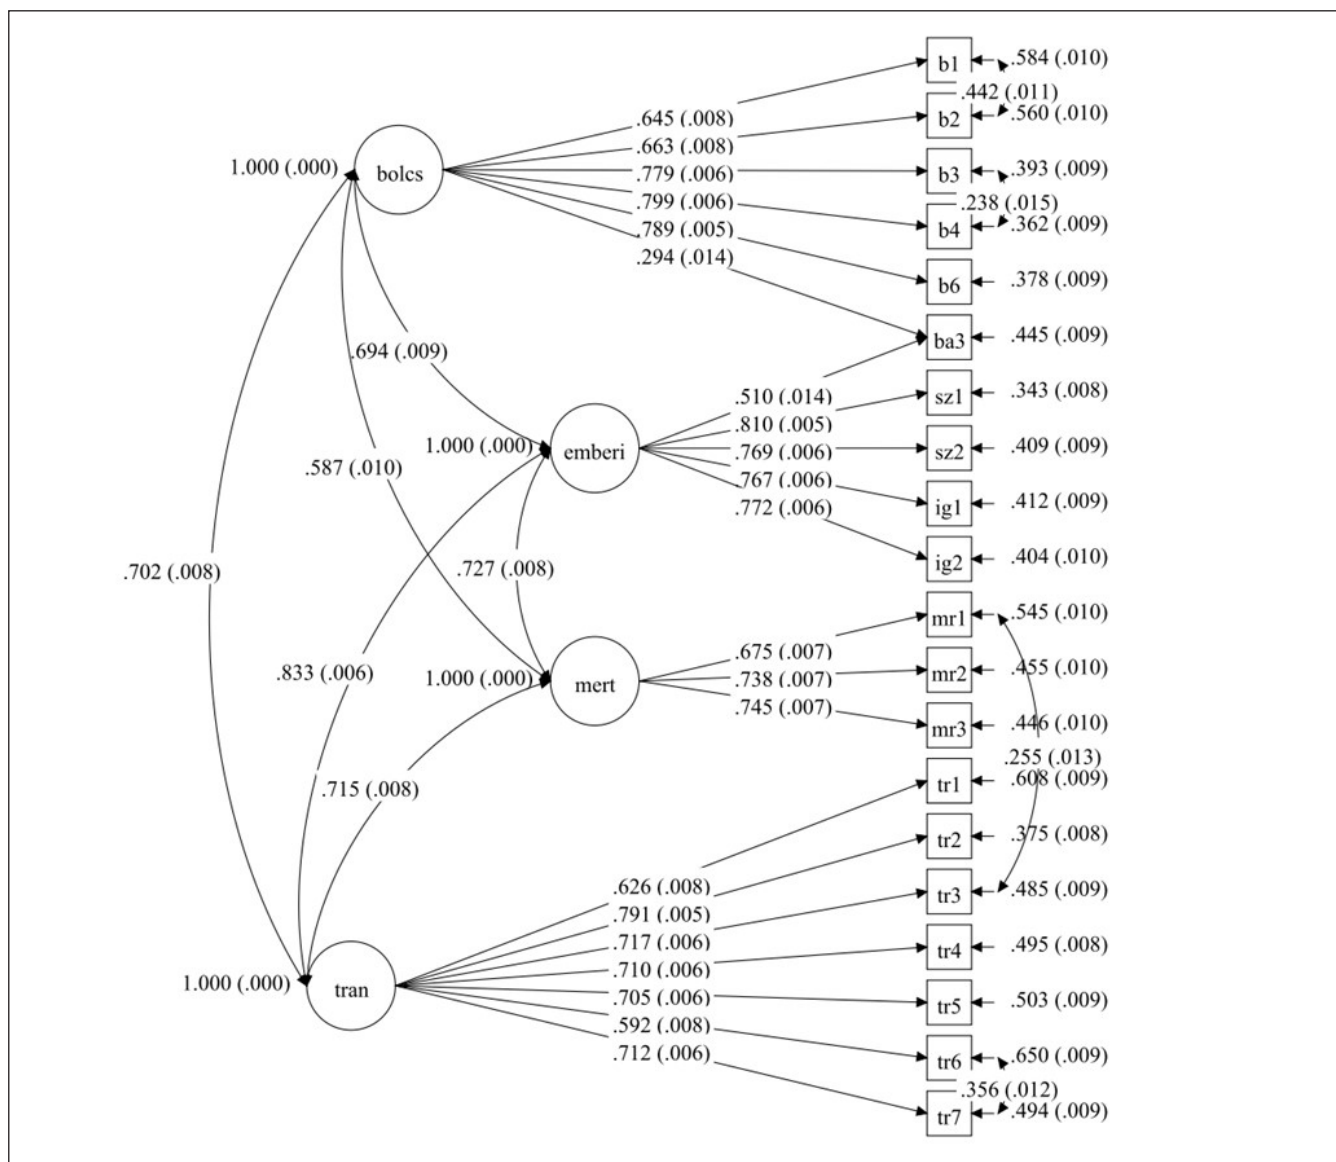 b1 .584 (.010)
.442 (.011)
.645 (.008) b2 .560 (.010)
.663 (.008)
1.000 (.000) bolcs .779 (.006) b3 .393 (.009)
.799 (.006) .238 (.015)
.789 (.005) b4 .362 (.009)
.294 (.014)
b6 .378 (.009)
ba3 .445 (.009)
.694 (.009)
.510 (.014) sz1 .343 (.008)
.810 (.005)
1.000 (.000) emberi .769 (.006) sz2 .409 (.009)
.587 (.010) .767 (.006)
.772 (.006) ig1 .412 (.009)
ig2 .404 (.010)
.702 (.008) .727 (.008)
mr1 .545 (.010)
.675 (.007)
.833 (.006) 1.000 (.000) mert .738 (.007) mr2 .455 (.010)
.745 (.007)
mr3 .446 (.010)
.255 (.013)
.715 (.008) tr1 .608 (.009)
tr2 .375 (.008)
.626 (.008) tr3 .485 (.009)
.791 (.005)
.717 (.006) tr4 .495 (.008)
.710 (.006)
1.000 (.000) tran .705 (.006) tr5 .503 (.009)
.592 (.008)
.712 (.006) tr6 .650 (.009)
.356 (.012)
tr7 .494 (.009)